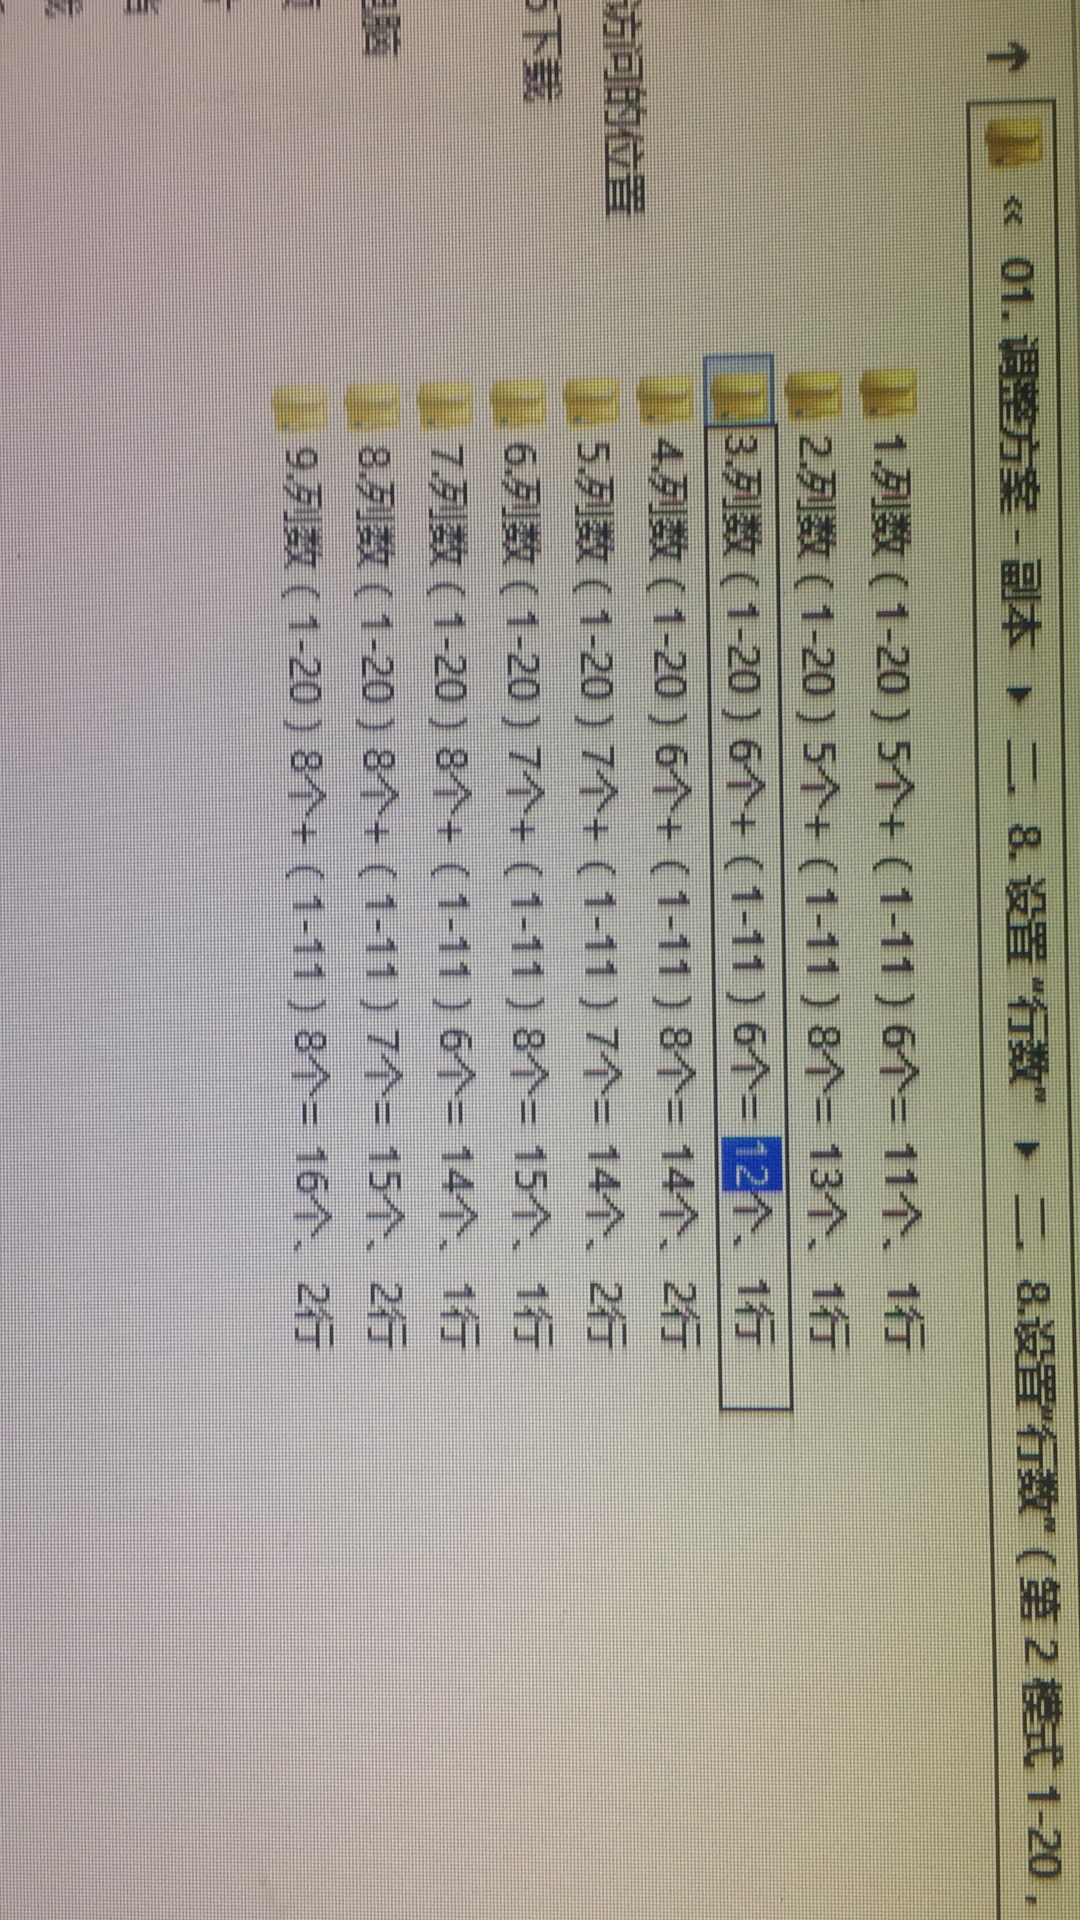 « 01. 调整方案 - 副本 ▸ 二. 8. 设置“行数” ▸ 二. 8.设置“行数”（第 2 模式 1-20，
1.列数（1-20）5个+（1-11）6个= 11个、 1行
2.列数（1-20）5个+（1-11）8个= 13个、 1行
3.列数（1-20）6个+（1-11）6个= 12个、 1行
4.列数（1-20）6个+（1-11）8个= 14个、 2行
5.列数（1-20）7个+（1-11）7个= 14个、 2行
6.列数（1-20）7个+（1-11）8个= 15个、 1行
7.列数（1-20）8个+（1-11）6个= 14个、 1行
8.列数（1-20）8个+（1-11）7个= 15个、 2行
9.列数（1-20）8个+（1-11）8个= 16个、 2行
访问的位置
下载
脑